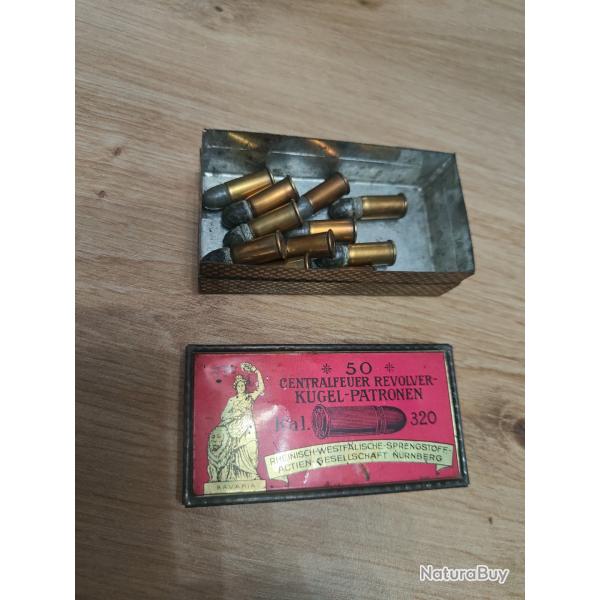 * 50 *
CENTRALFEUER REVOLVER-
KUGEL-PATRONEN
Kal. 320
RHEINISCH-WESTFÄLISCHE-SPRENGSTOFF-
ACTIEN-GESELLSCHAFT NÜRNBERG
BAVARIA
NaturaBuy